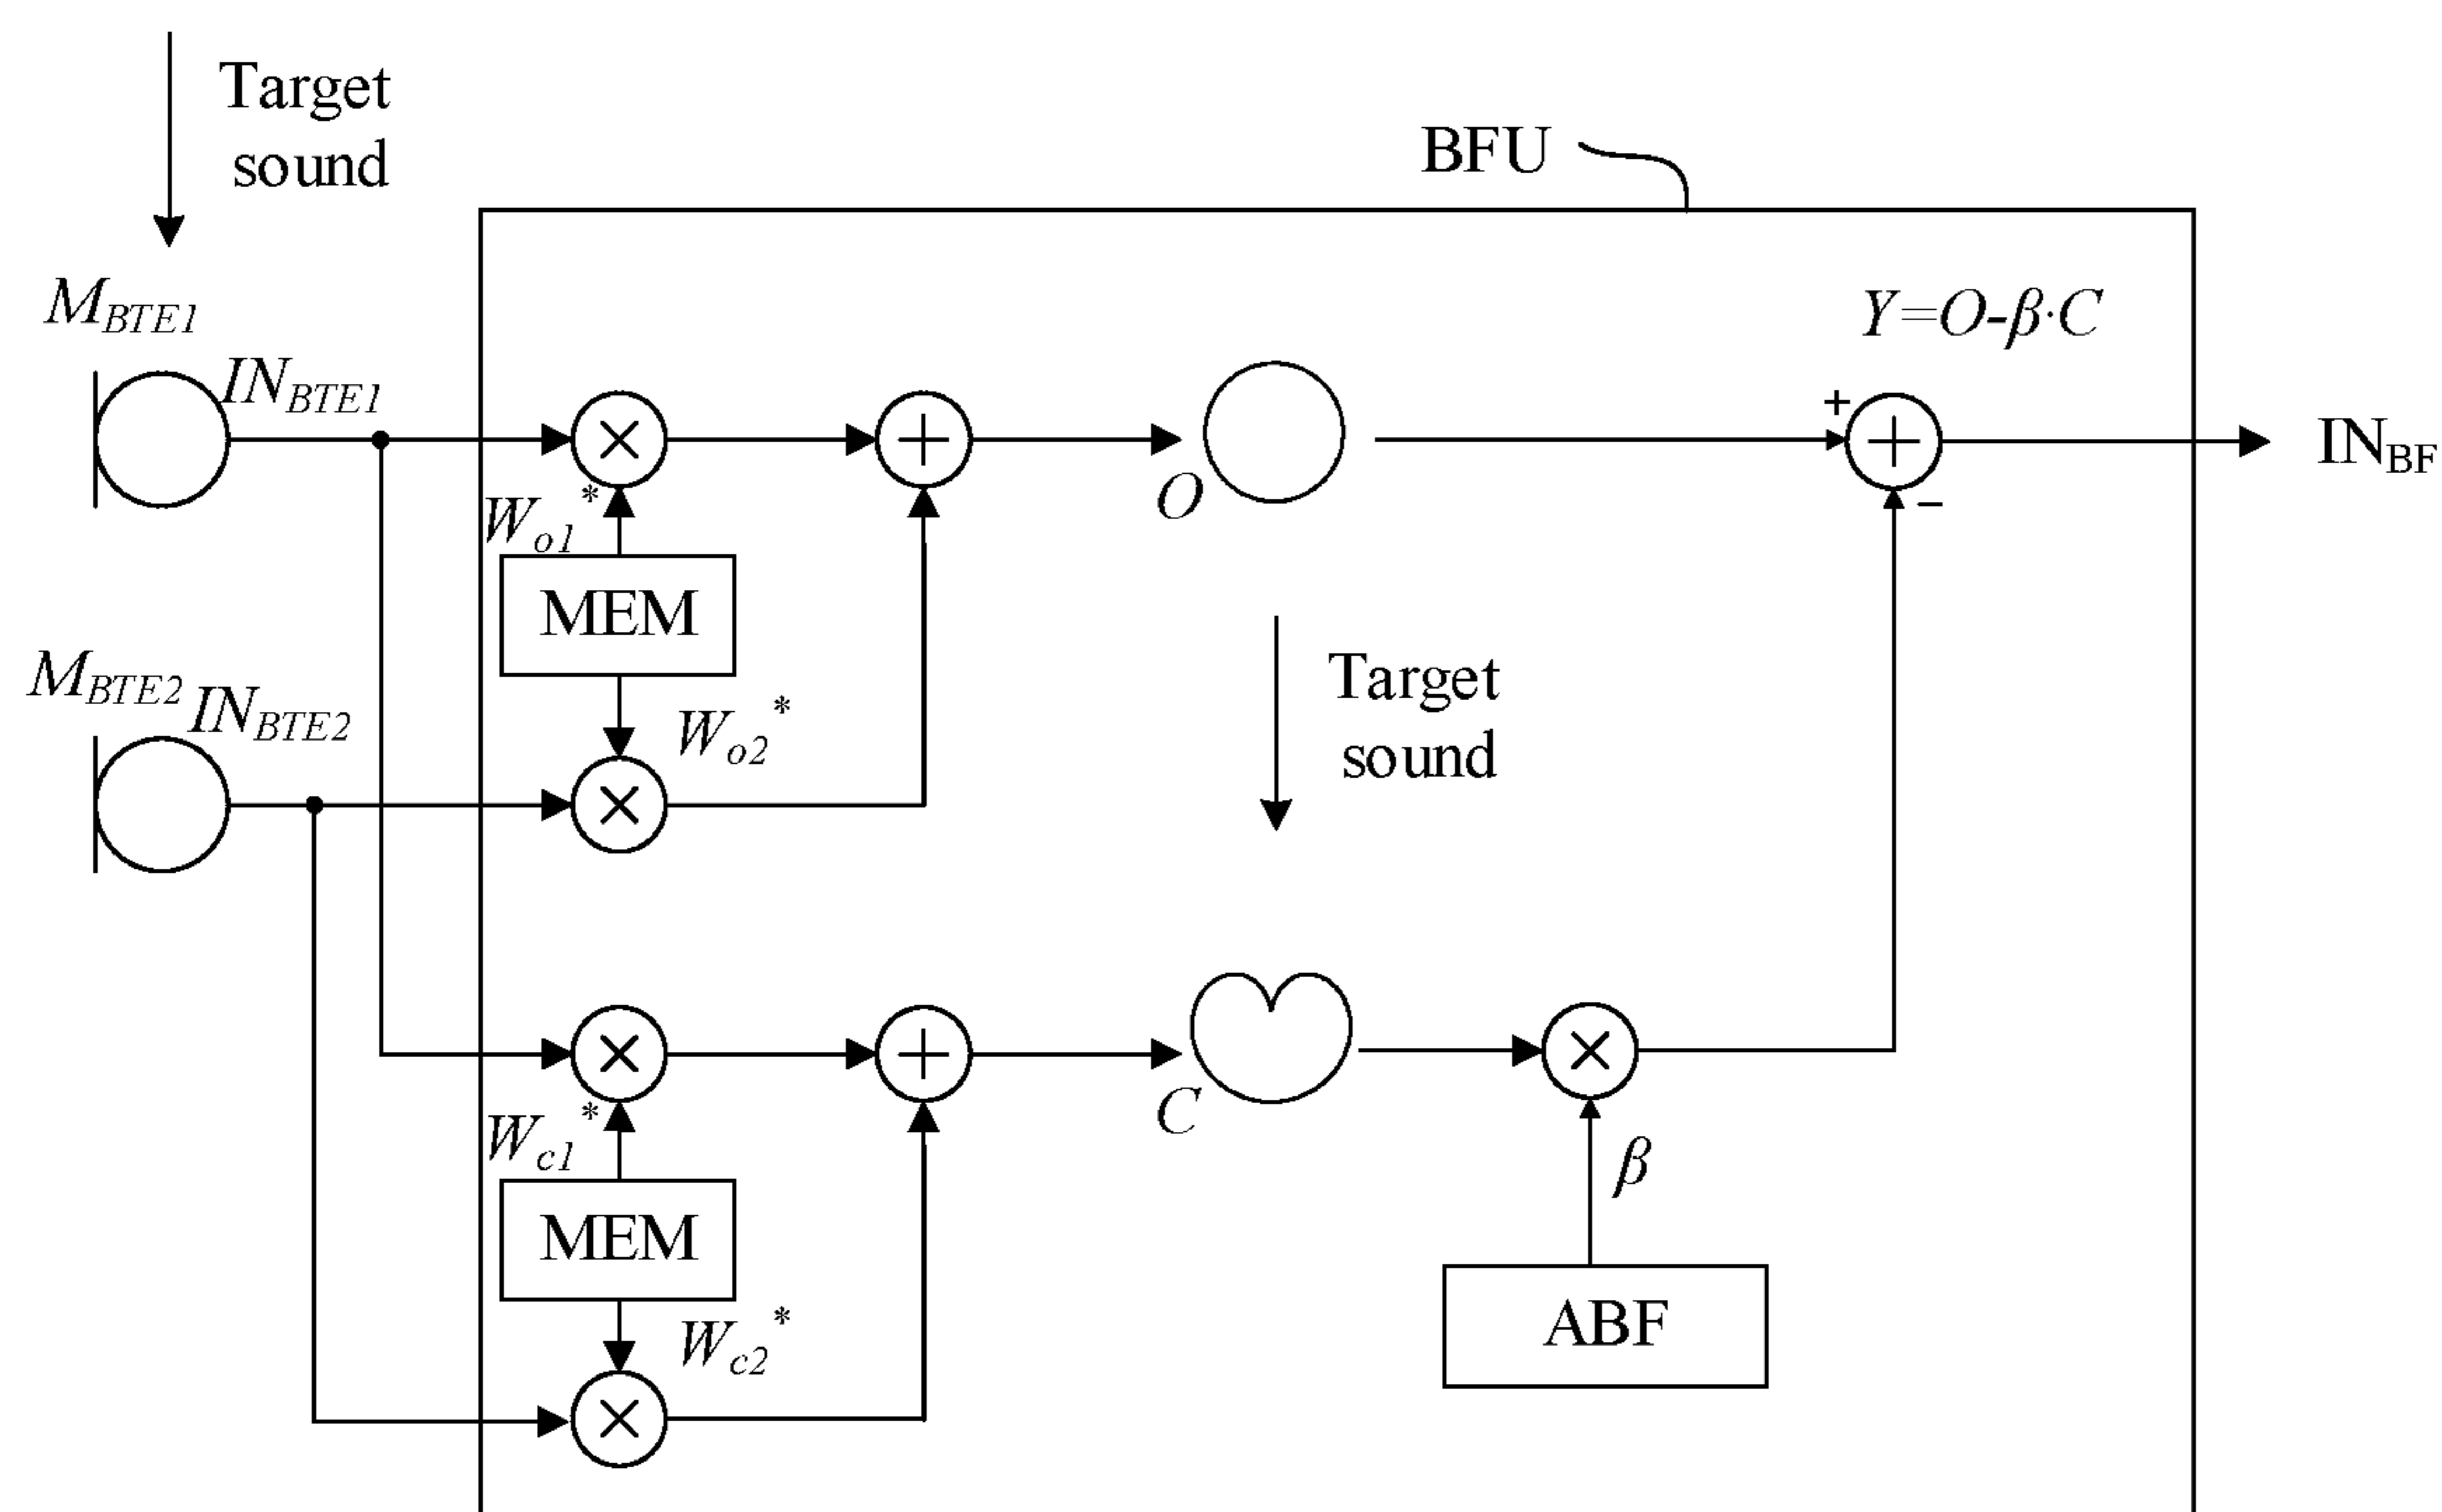 Target
sound
BFU
M_BTE1
IN_BTE1
Y=O-β·C
+
IN_BF
−
O
W_o1*
MEM
W_o2*
M_BTE2
IN_BTE2
Target
sound
C
W_c1*
MEM
W_c2*
β
ABF